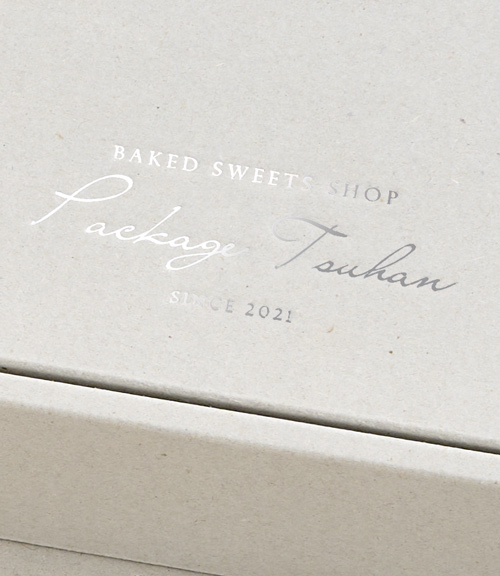 BAKED SWEETS SHOP
Package Tsuhan
SINCE 2021